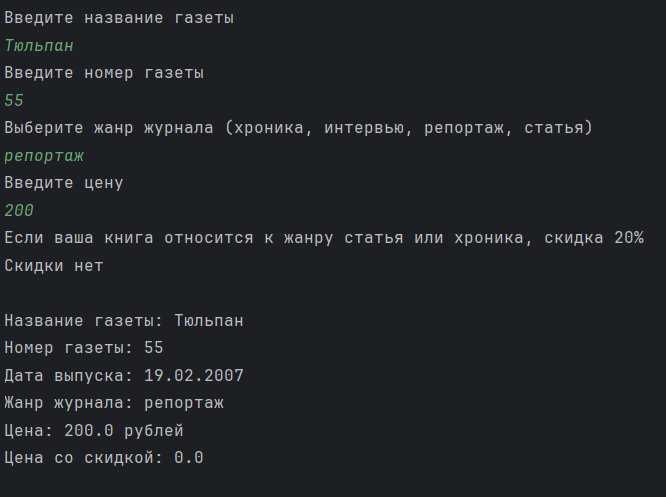 Введите название газеты
Тюльпан
Введите номер газеты
55
Выберите жанр журнала (хроника, интервью, репортаж, статья)
репортаж
Введите цену
200
Если ваша книга относится к жанру статья или хроника, скидка 20%
Скидки нет
Название газеты: Тюльпан
Номер газеты: 55
Дата выпуска: 19.02.2007
Жанр журнала: репортаж
Цена: 200.0 рублей
Цена со скидкой: 0.0